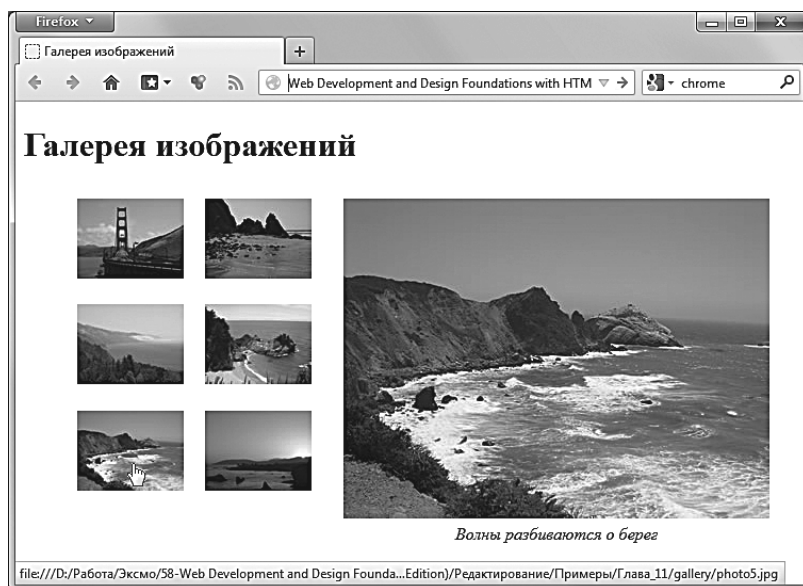 Firefox
Галерея изображений
Web Development and Design Foundations with HTM
chrome
Галерея изображений
Волны разбиваются о берег
file:///D:/Работа/Эксмо/58-Web Development and Design Founda...Edition)/Редактирование/Примеры/Глава_11/gallery/photo5.jpg